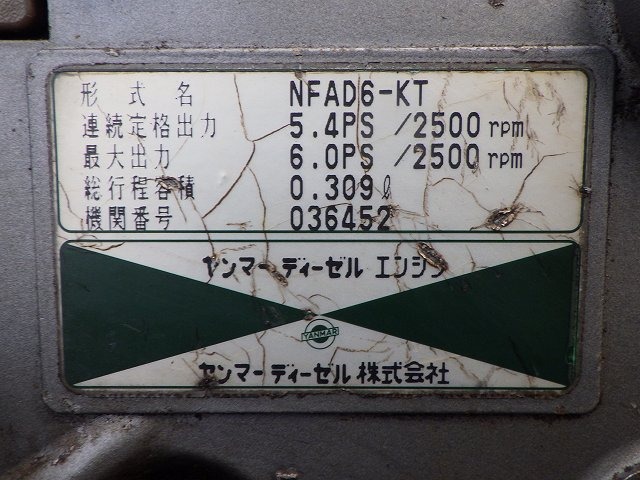 形式名 NFAD6-KT
連続定格出力 5.4PS /2500 rpm
最大出力 6.0PS /2500 rpm
総行程容積 0.309ℓ
機関番号 036452
ヤンマーディーゼルエンジン
YANMAR
ヤンマーディーゼル株式会社